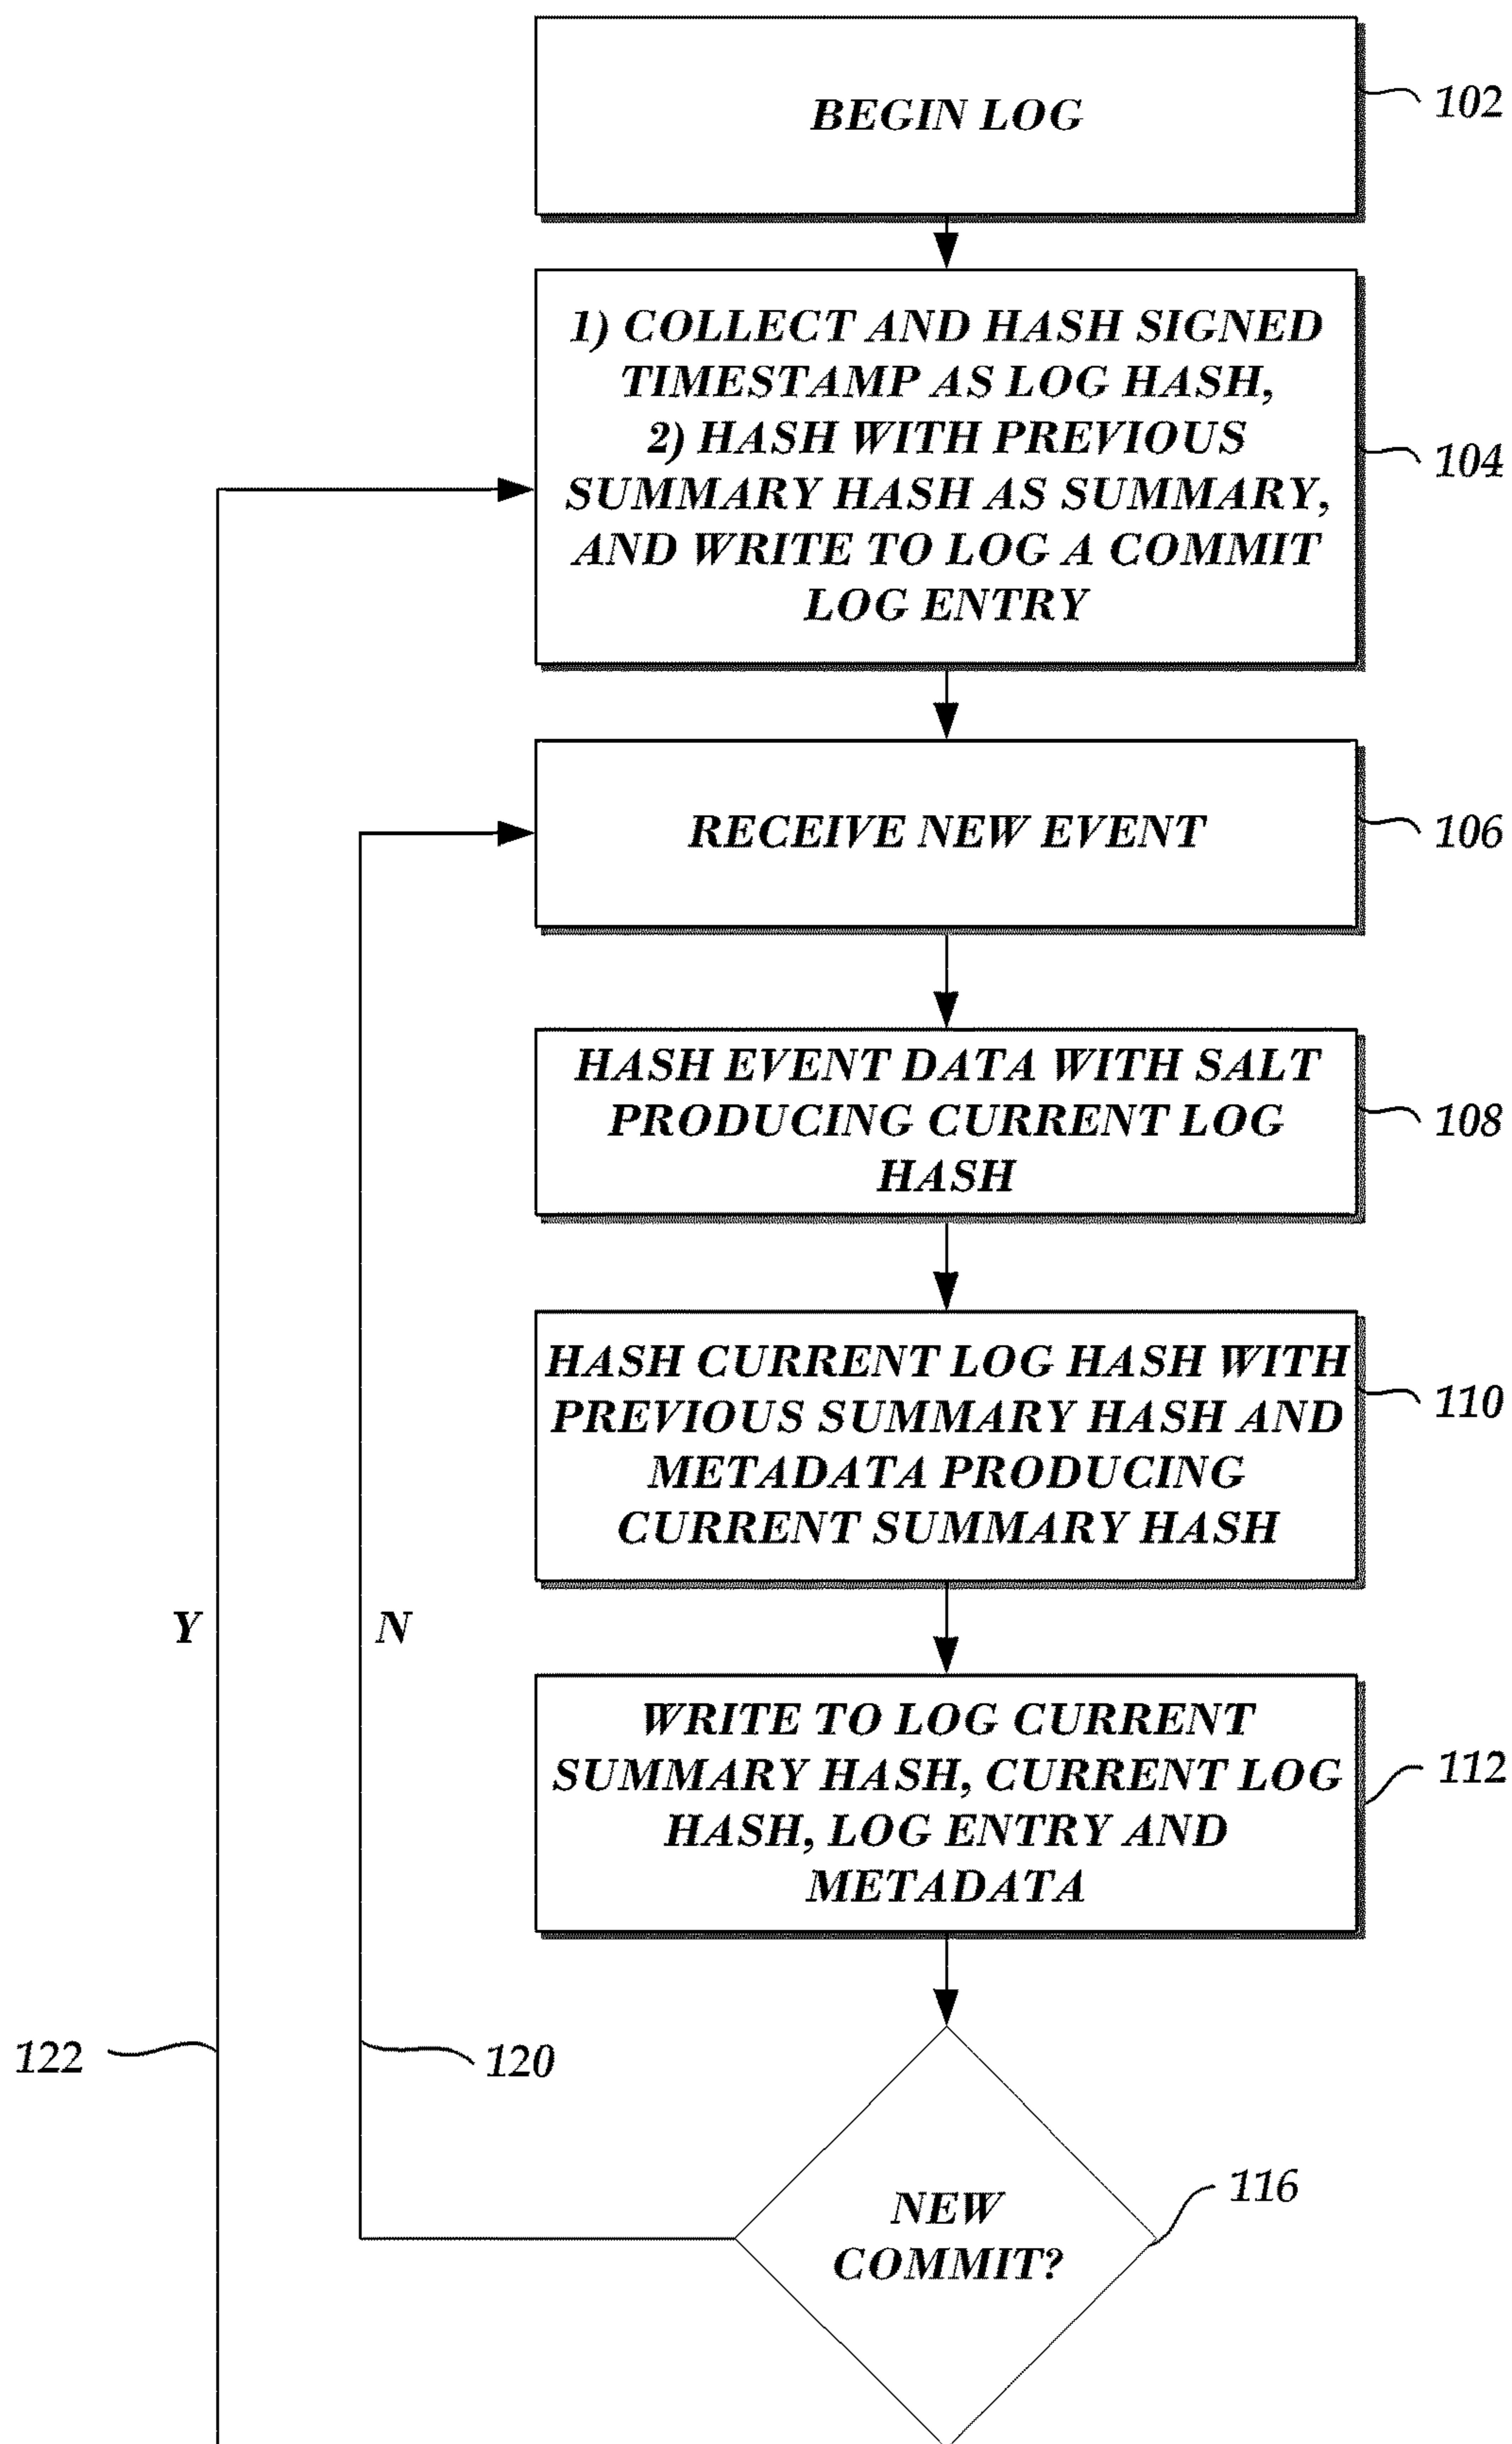 BEGIN LOG
102
1) COLLECT AND HASH SIGNED
TIMESTAMP AS LOG HASH,
2) HASH WITH PREVIOUS
SUMMARY HASH AS SUMMARY,
AND WRITE TO LOG A COMMIT
LOG ENTRY
104
RECEIVE NEW EVENT
106
HASH EVENT DATA WITH SALT
PRODUCING CURRENT LOG
HASH
108
HASH CURRENT LOG HASH WITH
PREVIOUS SUMMARY HASH AND
METADATA PRODUCING
CURRENT SUMMARY HASH
110
Y
N
WRITE TO LOG CURRENT
SUMMARY HASH, CURRENT LOG
HASH, LOG ENTRY AND
METADATA
112
122
120
NEW
COMMIT?
116